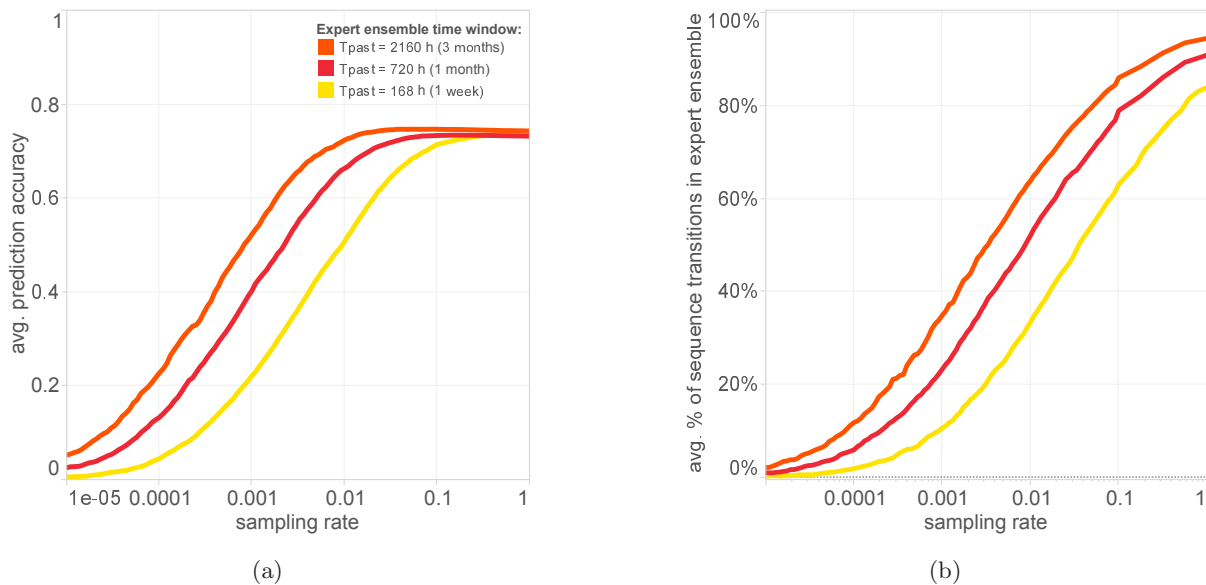 avg. prediction accuracy
1
0.8
0.6
0.4
0.2
0
Expert ensemble time window:
Tpast = 2160 h (3 months)
Tpast = 720 h (1 month)
Tpast = 168 h (1 week)
1e-05 0.0001 0.001 0.01 0.1 1
sampling rate
(a)
avg. % of sequence transitions in expert ensemble
100%
80%
60%
40%
20%
0%
0.0001 0.001 0.01 0.1 1
sampling rate
(b)